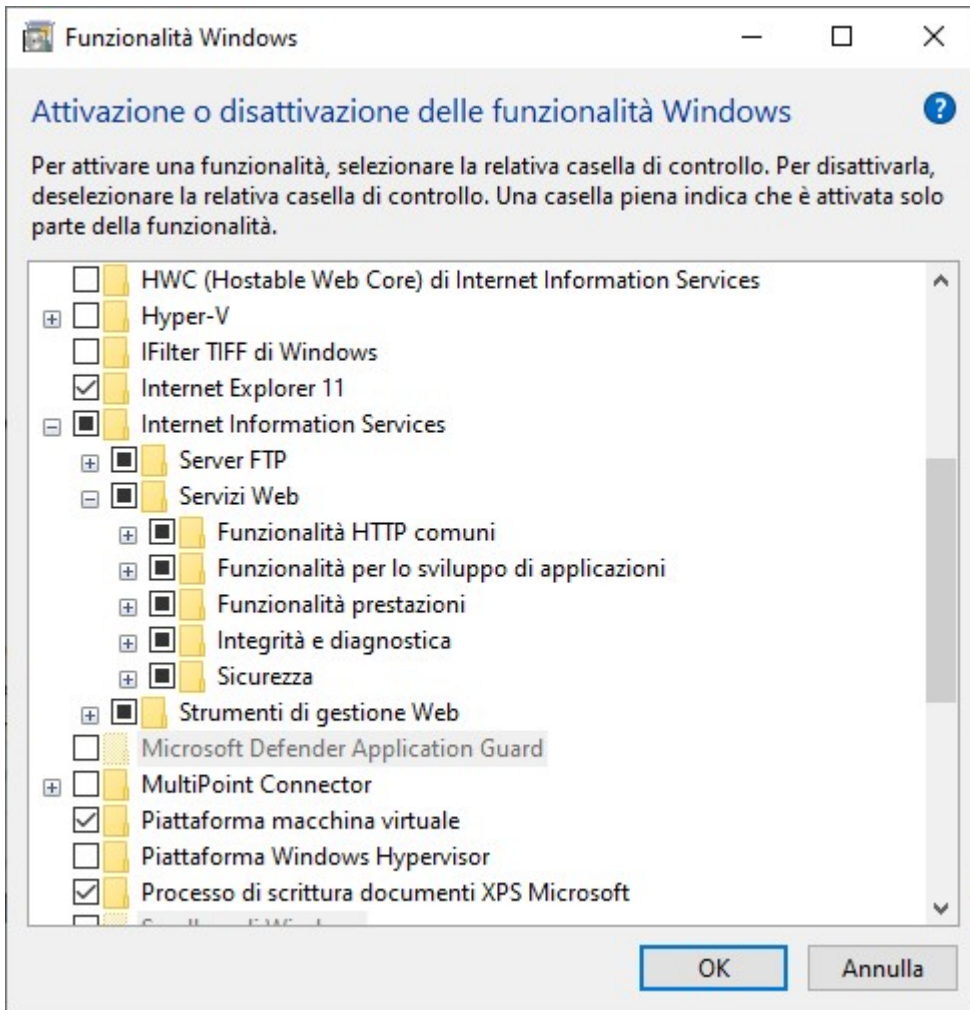 Funzionalità Windows
Attivazione o disattivazione delle funzionalità Windows
Per attivare una funzionalità, selezionare la relativa casella di controllo. Per disattivarla,
deselezionare la relativa casella di controllo. Una casella piena indica che è attivata solo
parte della funzionalità.
HWC (Hostable Web Core) di Internet Information Services
Hyper-V
IFilter TIFF di Windows
Internet Explorer 11
Internet Information Services
Server FTP
Servizi Web
Funzionalità HTTP comuni
Funzionalità per lo sviluppo di applicazioni
Funzionalità prestazioni
Integrità e diagnostica
Sicurezza
Strumenti di gestione Web
Microsoft Defender Application Guard
MultiPoint Connector
Piattaforma macchina virtuale
Piattaforma Windows Hypervisor
Processo di scrittura documenti XPS Microsoft
OK
Annulla